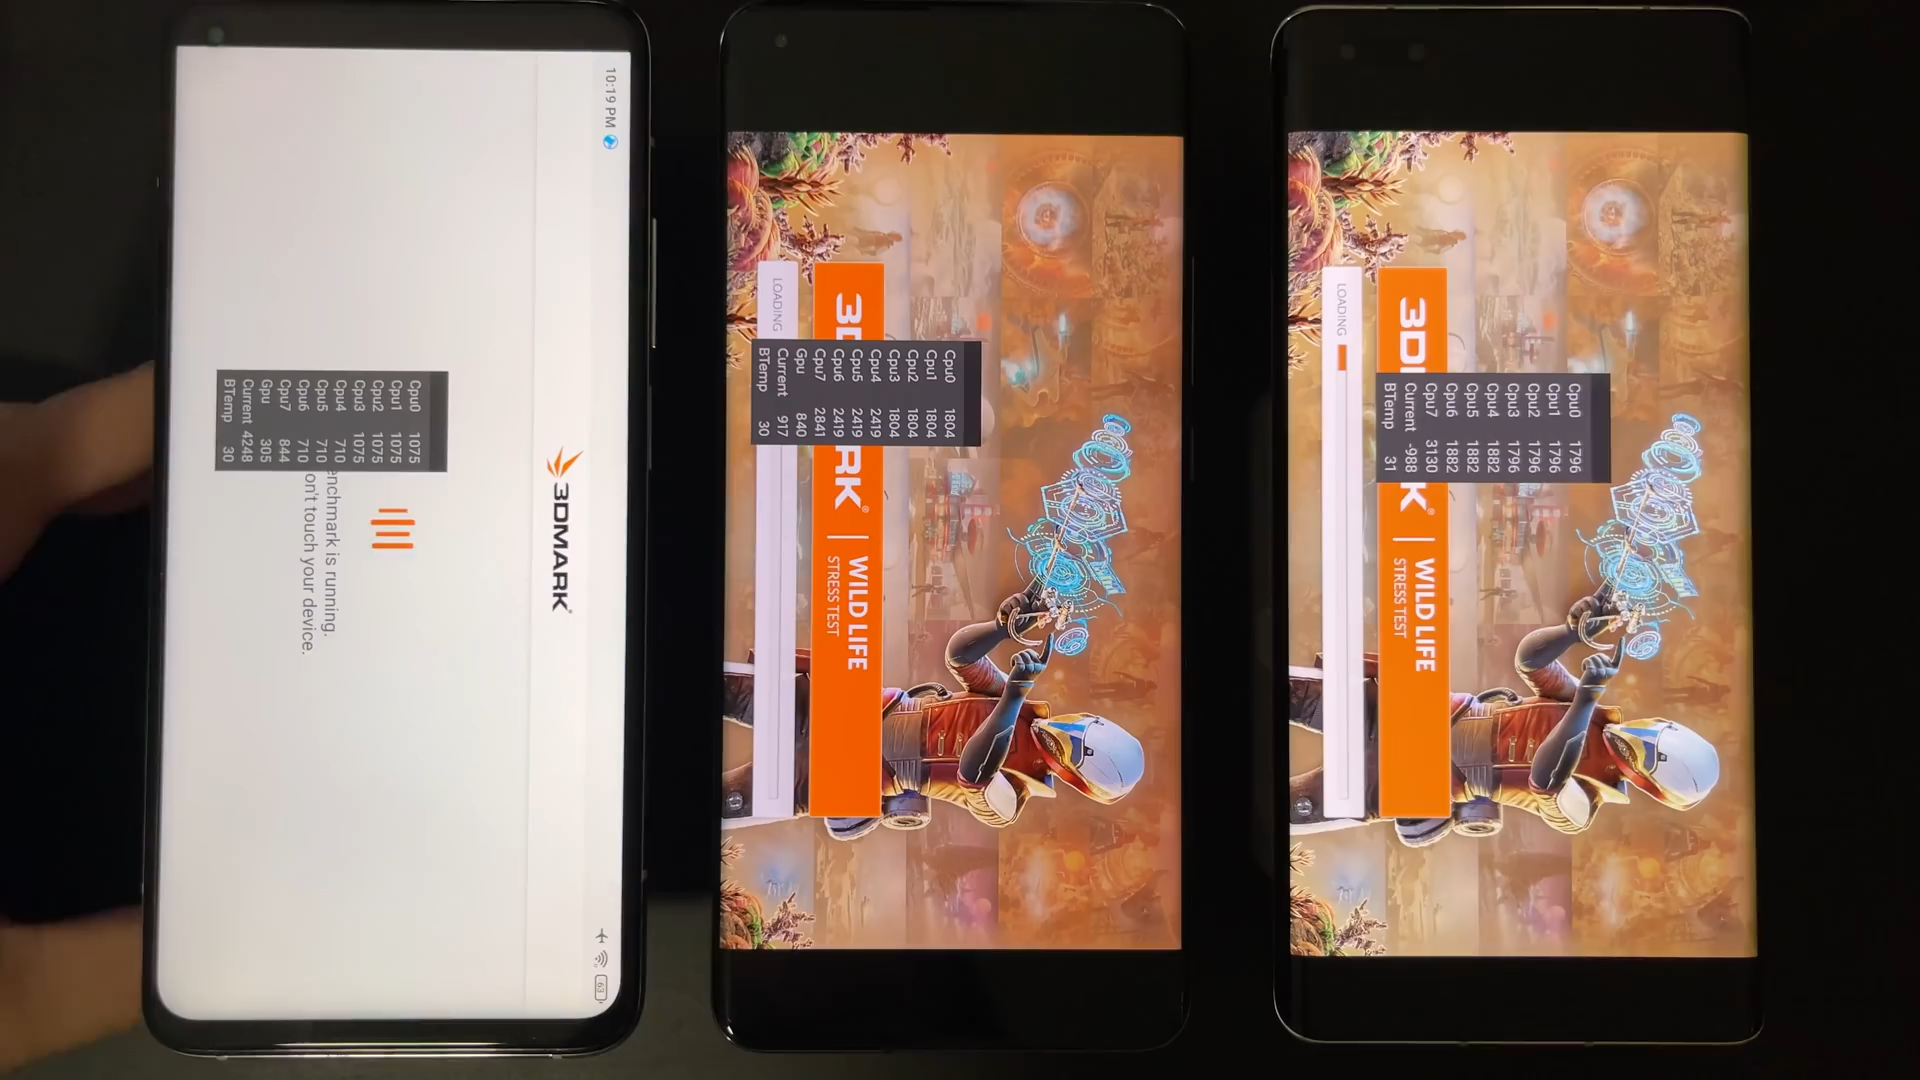 10:19 PM
63
3DMARK®
enchmark is running.
on't touch your device.
Cpu0 1075
Cpu1 1075
Cpu2 1075
Cpu3 1075
Cpu4 710
Cpu5 710
Cpu6 710
Cpu7 844
Gpu 305
Current 4248
BTemp 30
3D
RK® | WILD LIFE
STRESS TEST
LOADING
Cpu0 1804
Cpu1 1804
Cpu2 1804
Cpu3 1804
Cpu4 2419
Cpu5 2419
Cpu6 2419
Cpu7 2841
Gpu 840
Current 917
BTemp 30
3D
K® | WILD LIFE
STRESS TEST
LOADING
Cpu0 1796
Cpu1 1796
Cpu2 1796
Cpu3 1796
Cpu4 1882
Cpu5 1882
Cpu6 1882
Cpu7 3130
Current -988
BTemp 31